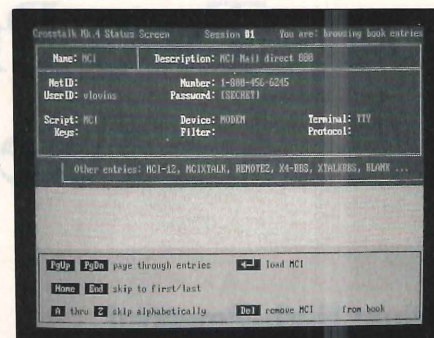 Crosstalk Mk.4 Status Screen Session 01 You are: browsing book entries
Name: MCI Description: MCI Mail direct 800
NetID: Number: 1-800-456-6245
UserID: vlovins Password: [SECRET]
Script: MCI Device: MODEM Terminal: TTY
Keys: Filter: Protocol:
Other entries: MCI-i2, MCIXTALK, REMOTE2, X4-BBS, XTALKBBS, BLANK ...
PgUp PgDn page through entries ↵ load MCI
Home End skip to first/last
A thru Z skip alphabetically Del remove MCI from book